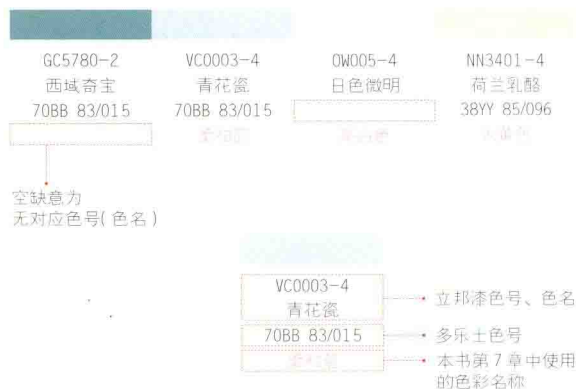 GC5780-2 VC0003-4 OW005-4 NN3401-4
西域奇宝 青花瓷 日色微明 荷兰乳酪
70BB 83/015 70BB 83/015 38YY 85/096
空缺意为
无对应色号(色名)
VC0003-4
青花瓷
立邦漆色号、色名
70BB 83/015 多乐士色号
本书第7章中使用
的色彩名称